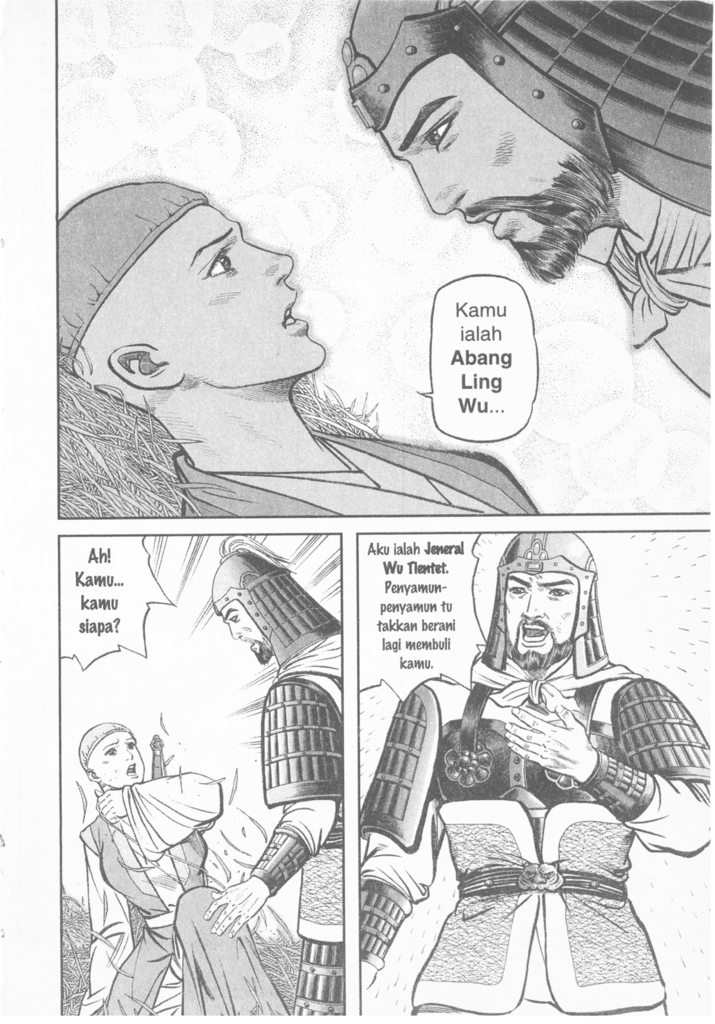 Kamu
ialah
Abang
Ling
Wu...
Ah!
Kamu...
kamu
siapa?
Aku ialah Jeneral
Wu Tientet.
Penyamun-
penyamun tu
takkan berani
lagi membuli
kamu.